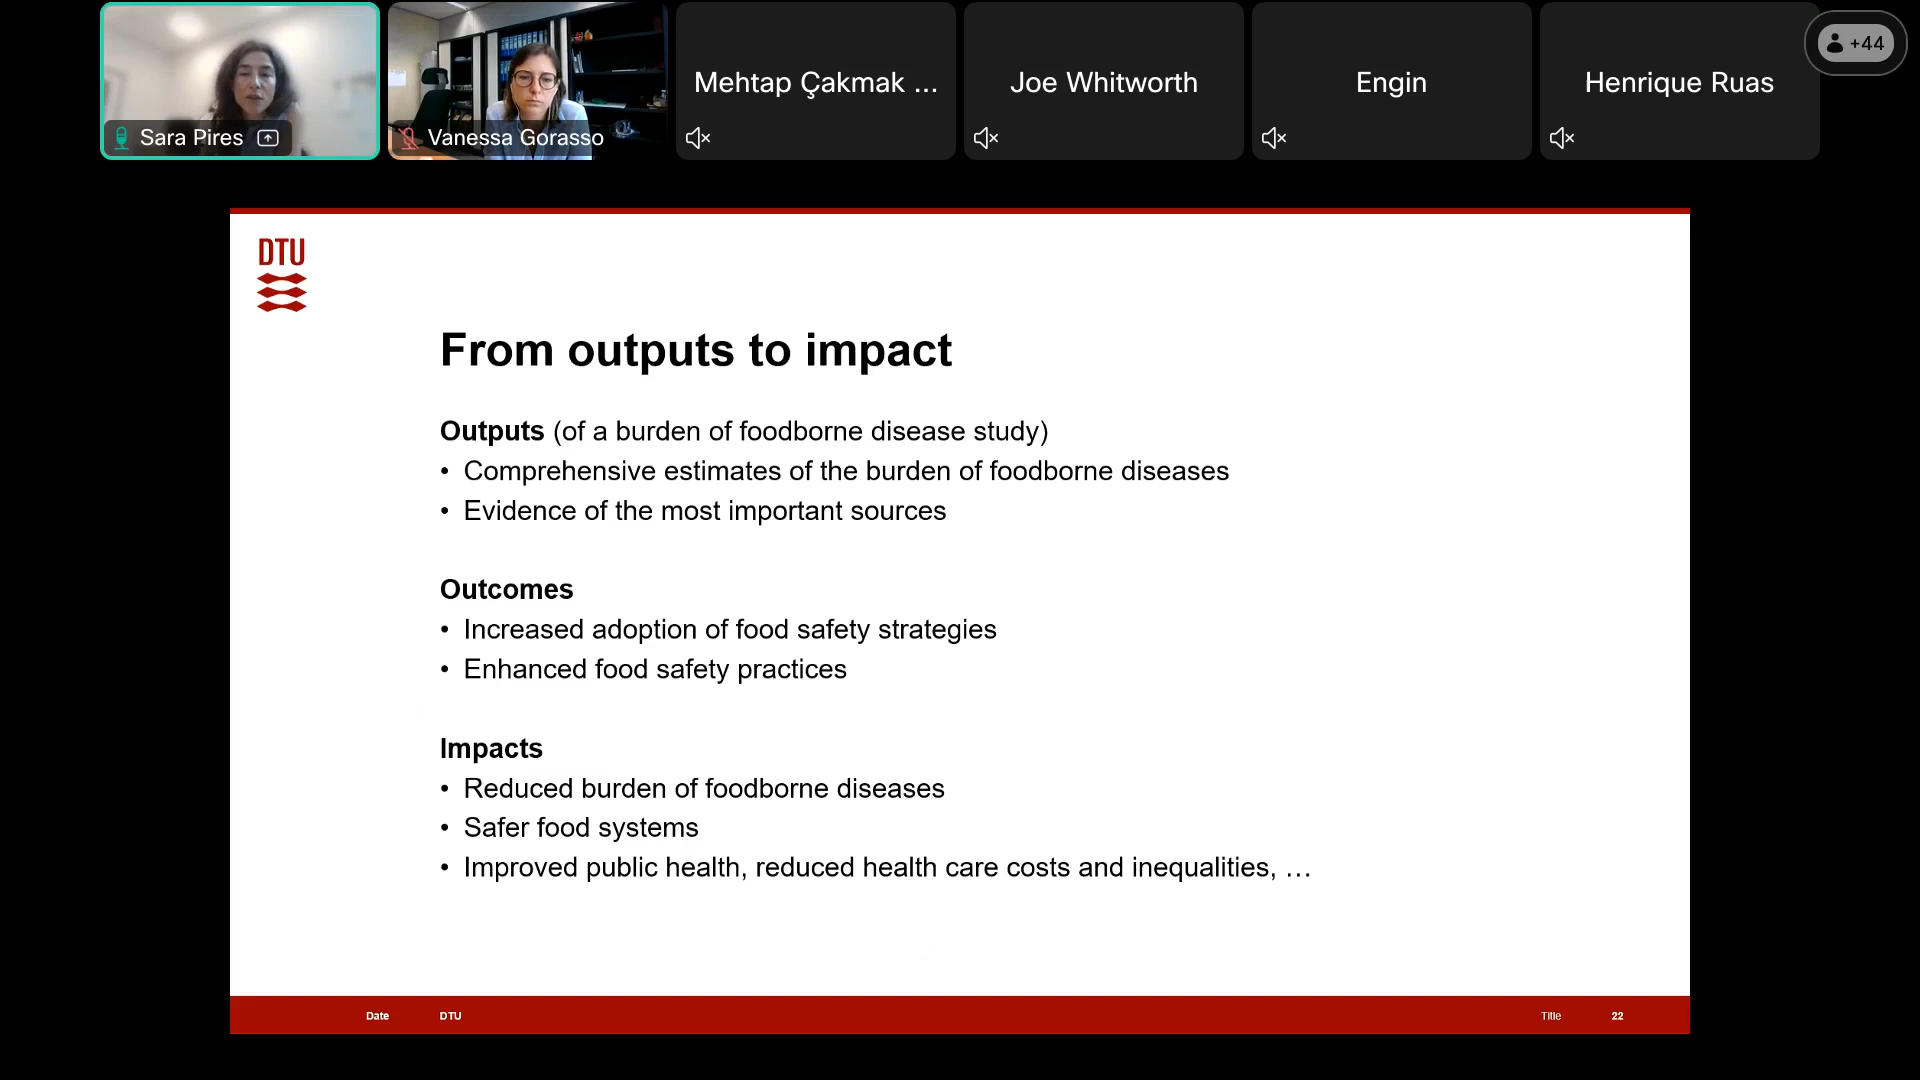 Sara Pires
Vanessa Gorasso
Mehtap Çakmak ...
Joe Whitworth
Engin
Henrique Ruas
+44
DTU
From outputs to impact
Outputs (of a burden of foodborne disease study)
• Comprehensive estimates of the burden of foodborne diseases
• Evidence of the most important sources
Outcomes
• Increased adoption of food safety strategies
• Enhanced food safety practices
Impacts
• Reduced burden of foodborne diseases
• Safer food systems
• Improved public health, reduced health care costs and inequalities, …
Date DTU Title 22